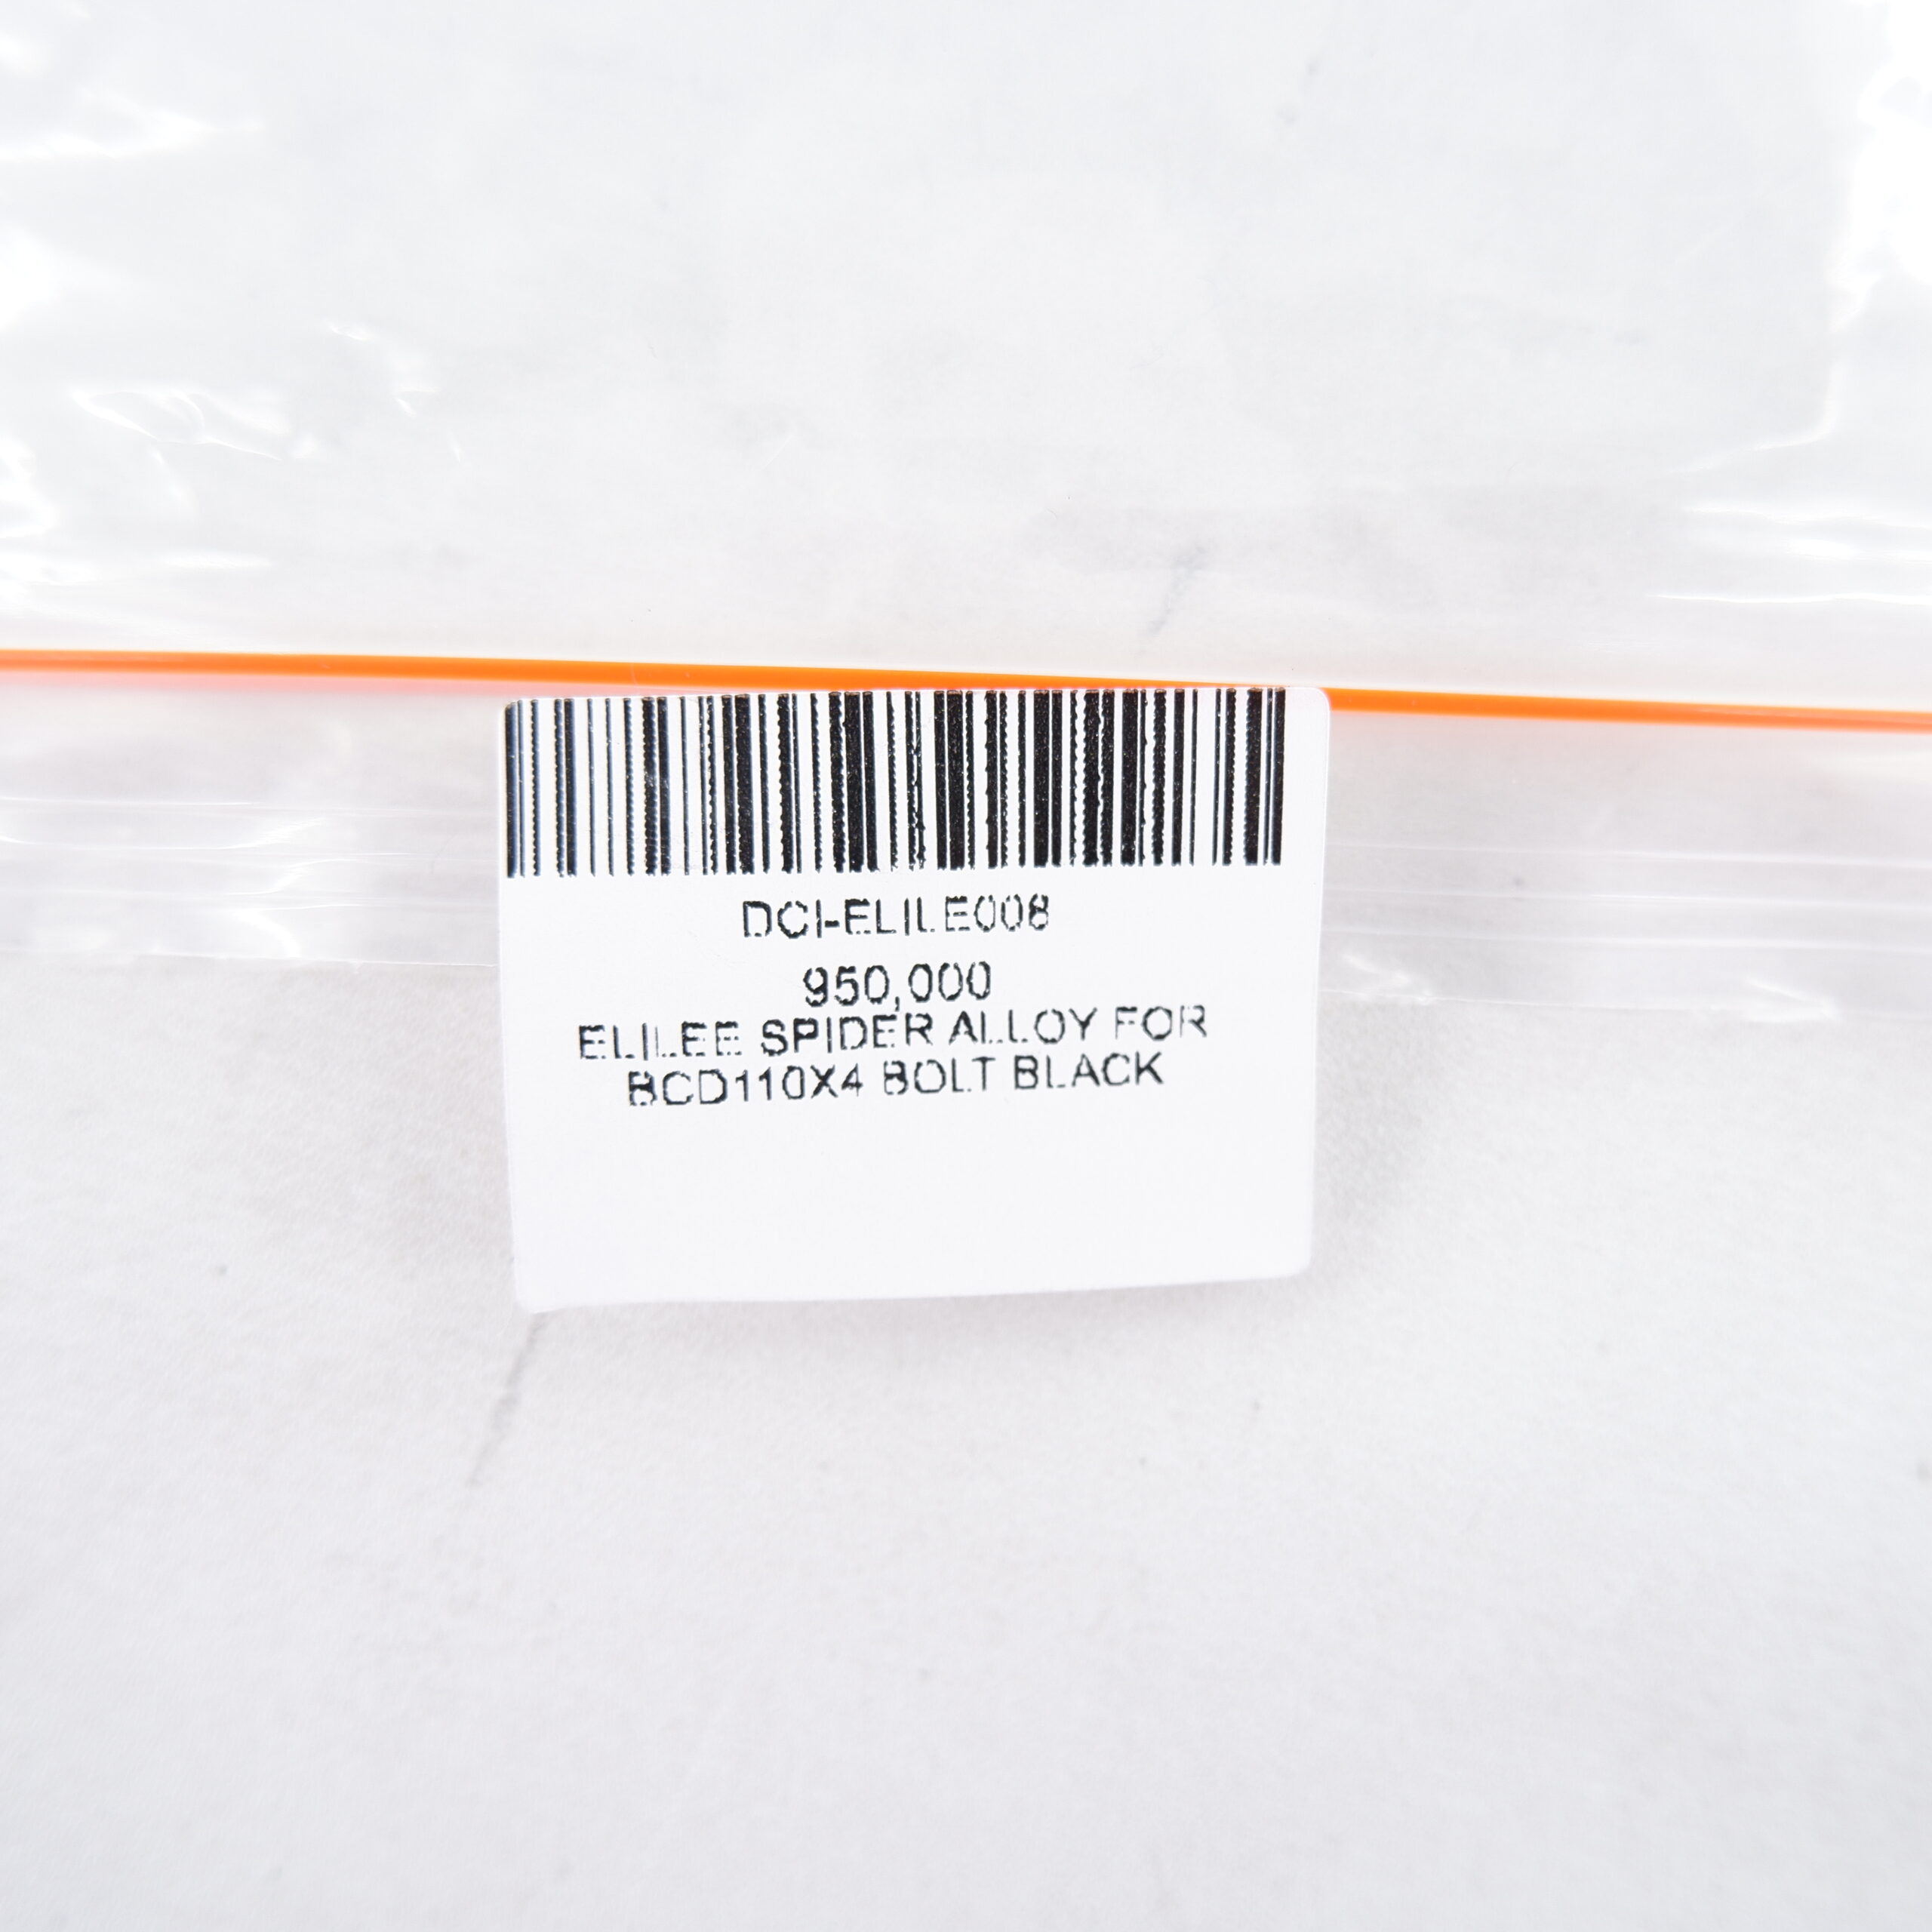 DCI-ELILE008
950,000
ELILEE SPIDER ALLOY FOR
BCD110X4 BOLT BLACK